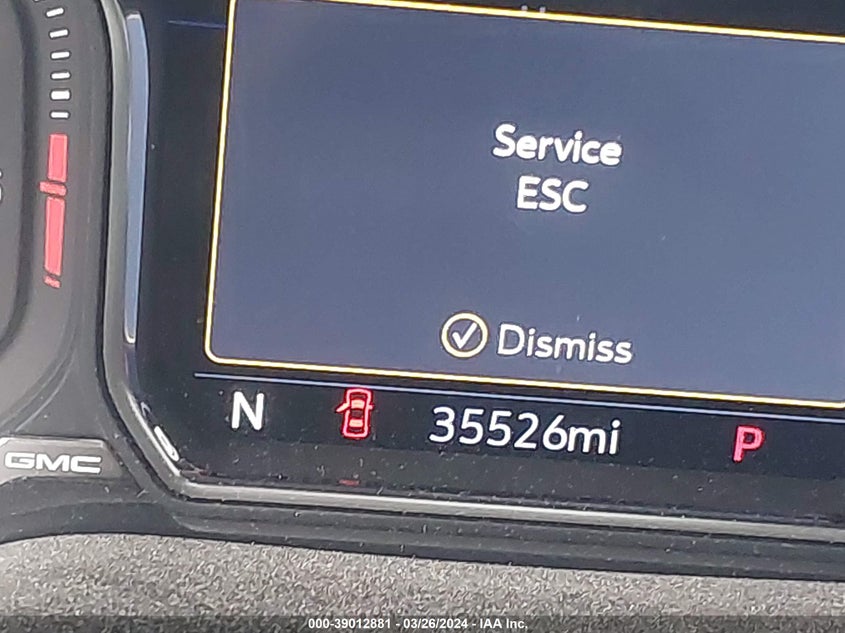 Service
ESC
Dismiss
N 35526mi P
GMC
000-39012881 - 03/26/2024 - IAA Inc.